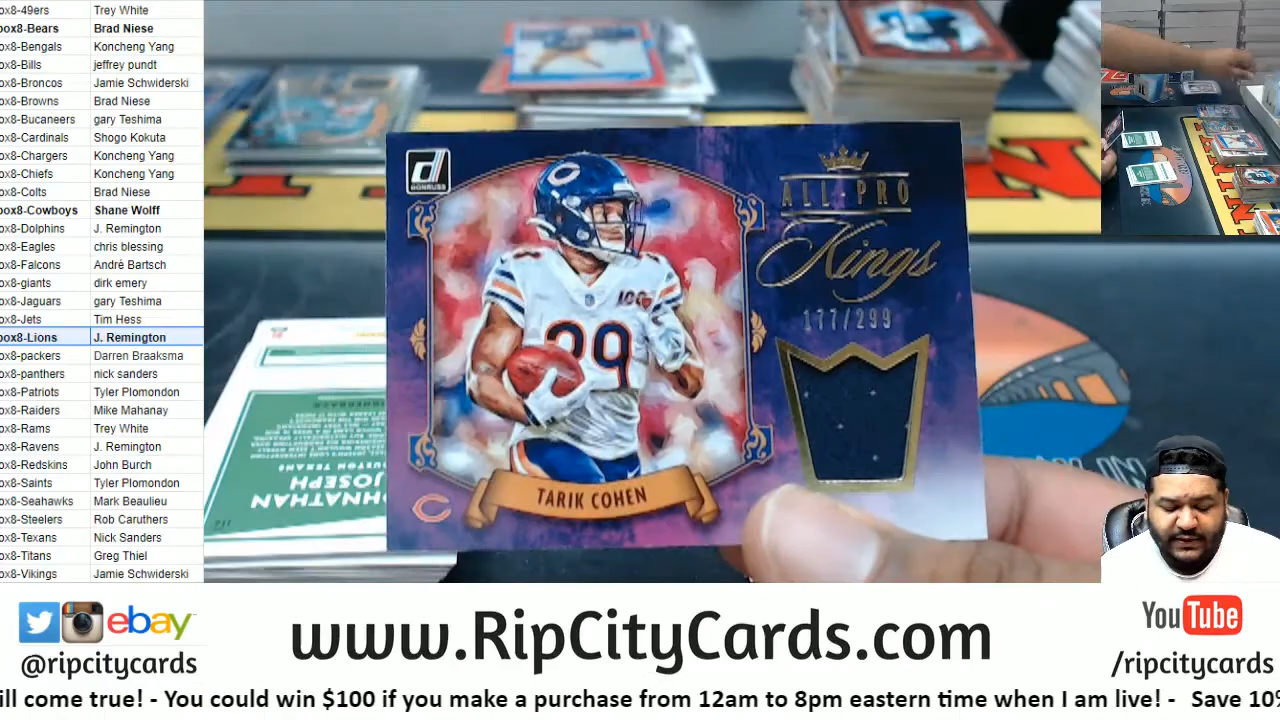 ox8-49ers Trey White
box8-Bears Brad Niese
ox8-Bengals Koncheng Yang
ox8-Bills jeffrey pundt
ox8-Broncos Jamie Schwiderski
ox8-Browns Brad Niese
ox8-Bucaneers gary Teshima
ox8-Cardinals Shogo Kokuta
ox8-Chargers Koncheng Yang
ox8-Chiefs Koncheng Yang
ox8-Colts Brad Niese
box8-Cowboys Shane Wolff
ox8-Dolphins J. Remington
ox8-Eagles chris blessing
ox8-Falcons André Bartsch
ox8-giants dirk emery
ox8-Jaguars gary Teshima
ox8-Jets Tim Hess
box8-Lions J. Remington
ox8-packers Darren Braaksma
ox8-panthers nick sanders
ox8-Patriots Tyler Plomondon
ox8-Raiders Mike Mahanay
ox8-Rams Trey White
ox8-Ravens J. Remington
ox8-Redskins John Burch
ox8-Saints Tyler Plomondon
ox8-Seahawks Mark Beaulieu
ox8-Steelers Rob Caruthers
ox8-Texans Nick Sanders
ox8-Titans Greg Thiel
ox8-Vikings Jamie Schwiderski
d
DONRUSS
ALL-PRO
Kings
177/299
100
29
TARIK COHEN
C
JOHNATHAN
JOSEPH
HOUSTON TEXANS
ebay
@ripcitycards
www.RipCityCards.com
YouTube
/ripcitycards
ill come true! - You could win $100 if you make a purchase from 12am to 8pm eastern time when I am live! - Save 10%